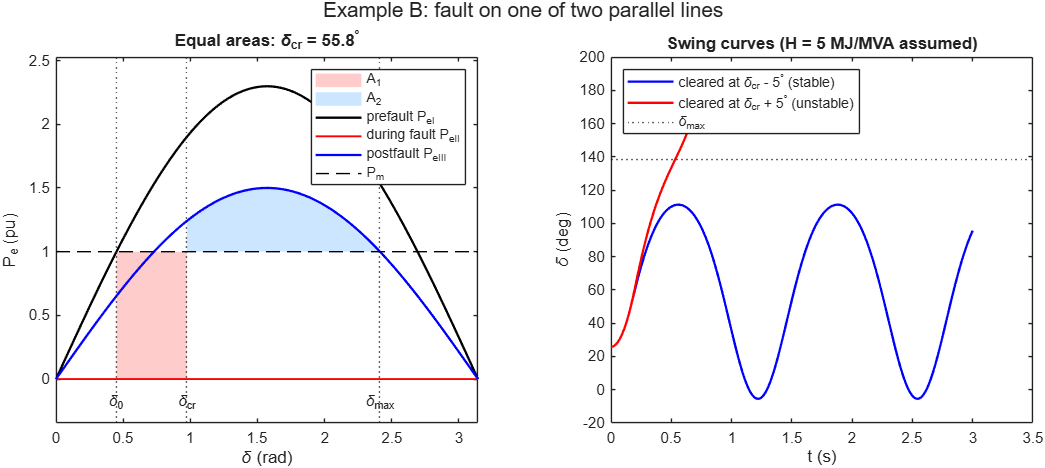 Example B: fault on one of two parallel lines
Equal areas: δcr = 55.8°
2.5
2
1.5
1
0.5
0
Pe (pu)
A1
A2
prefault PeI
during fault PeII
postfault PeIII
Pm
δ0
δcr
δmax
0
0.5
1
1.5
2
2.5
3
δ (rad)
Swing curves (H = 5 MJ/MVA assumed)
200
180
160
140
120
100
80
60
40
20
0
-20
δ (deg)
cleared at δcr - 5° (stable)
cleared at δcr + 5° (unstable)
δmax
0
0.5
1
1.5
2
2.5
3
3.5
t (s)